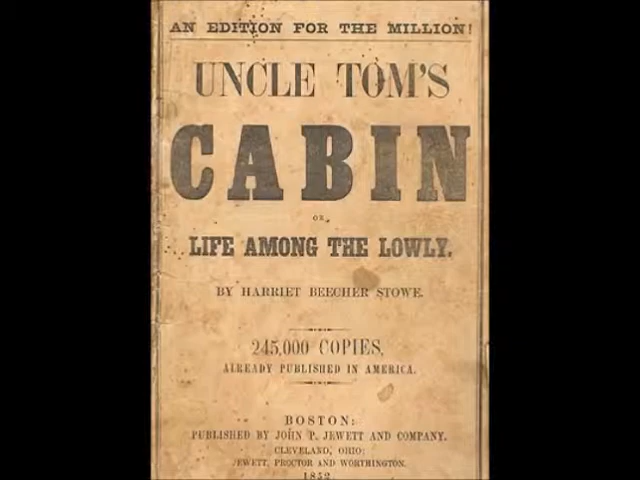 AN EDITION FOR THE MILLION!
UNCLE TOM'S
CABIN
OR,
LIFE AMONG THE LOWLY.
BY HARRIET BEECHER STOWE.
245,000 COPIES,
ALREADY PUBLISHED IN AMERICA.
BOSTON:
PUBLISHED BY JOHN P. JEWETT AND COMPANY.
CLEVELAND, OHIO:
JEWETT, PROCTOR AND WORTHINGTON.
1852